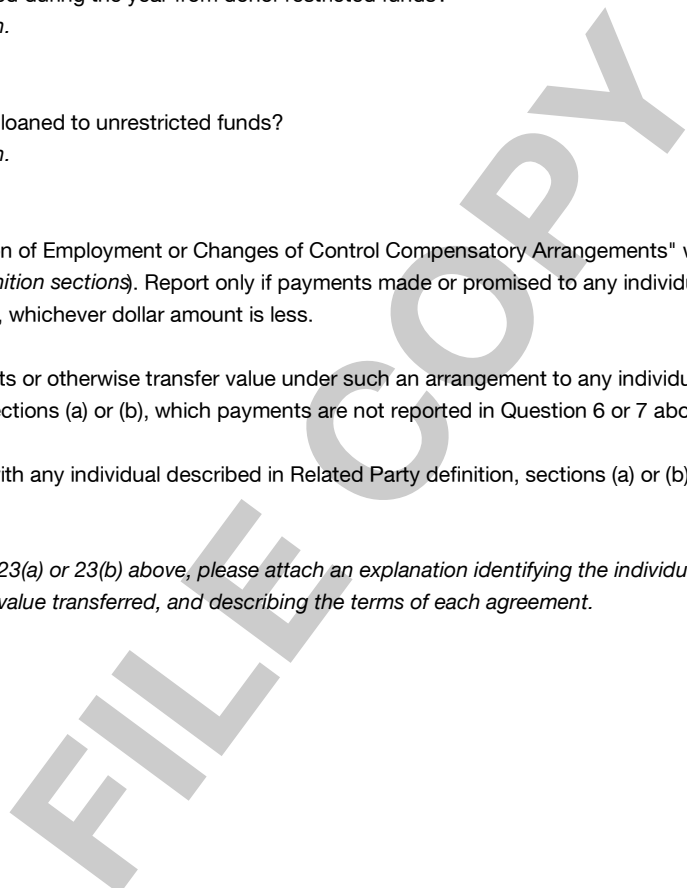 ed during the year from donor restricted funds?
n.
loaned to unrestricted funds?
n.
n of Employment or Changes of Control Compensatory Arrangements" w
nition sections). Report only if payments made or promised to any individu
, whichever dollar amount is less.
ts or otherwise transfer value under such an arrangement to any individu
ections (a) or (b), which payments are not reported in Question 6 or 7 abo
ith any individual described in Related Party definition, sections (a) or (b)
23(a) or 23(b) above, please attach an explanation identifying the individu
value transferred, and describing the terms of each agreement.
FILE COPY